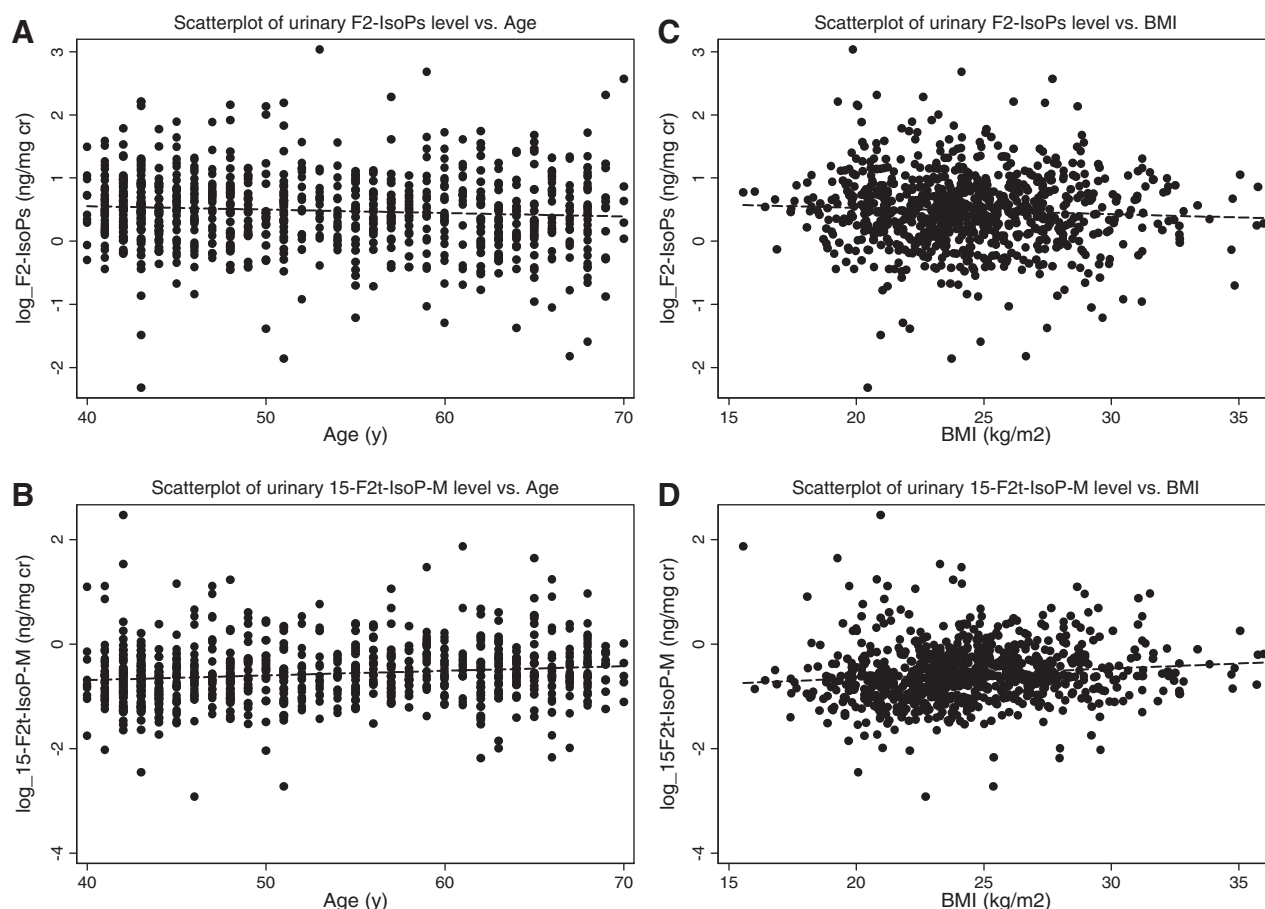 A
Scatterplot of urinary F2-IsoPs level vs. Age
log_F2-IsoPs (ng/mg cr)
3
2
1
0
-1
-2
40
50
60
70
Age (y)
C
Scatterplot of urinary F2-IsoPs level vs. BMI
log_F2-IsoPs (ng/mg cr)
3
2
1
0
-1
-2
15
20
25
30
35
BMI (kg/m2)
B
Scatterplot of urinary 15-F2t-IsoP-M level vs. Age
log_15-F2t-IsoP-M (ng/mg cr)
2
0
-2
-4
40
50
60
70
Age (y)
D
Scatterplot of urinary 15-F2t-IsoP-M level vs. BMI
log_15F2t-IsoP-M (ng/mg cr)
2
0
-2
-4
15
20
25
30
35
BMI (kg/m2)